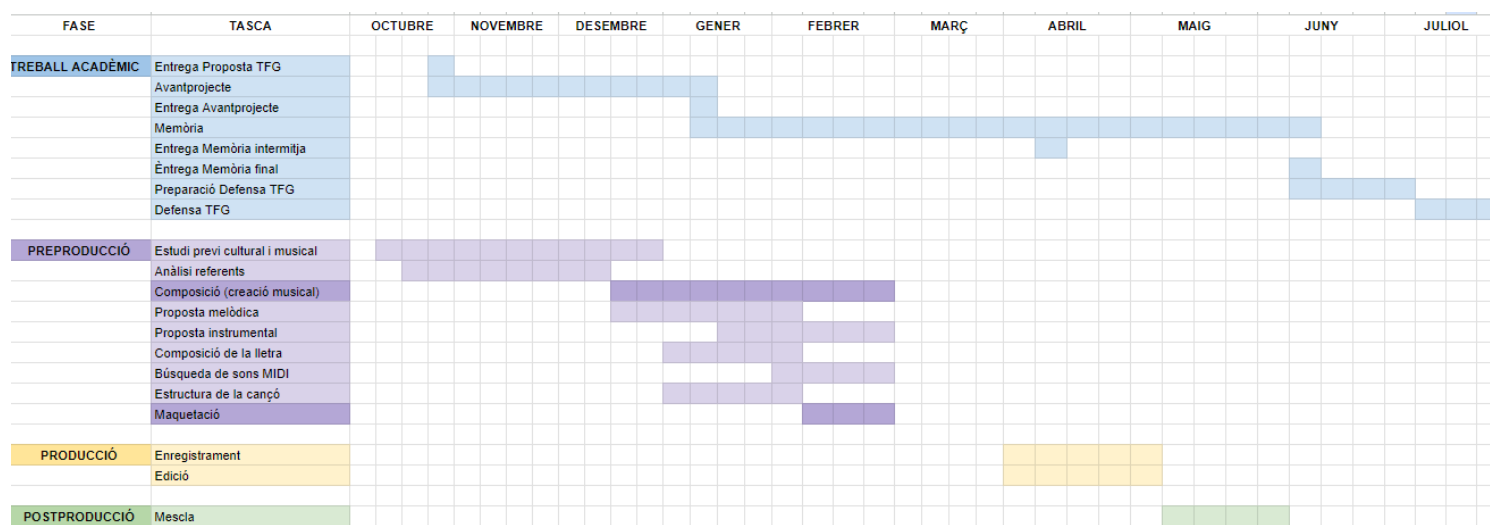 FASE TASCA OCTUBRE NOVEMBRE DESEMBRE GENER FEBRER MARÇ ABRIL MAIG JUNY JULIOL
TREBALL ACADÈMIC Entrega Proposta TFG
Avantprojecte
Entrega Avantprojecte
Memòria
Entrega Memòria intermitja
Èntrega Memòria final
Preparació Defensa TFG
Defensa TFG
PREPRODUCCIÓ Estudi previ cultural i musical
Anàlisi referents
Composició (creació musical)
Proposta melòdica
Proposta instrumental
Composició de la lletra
Búsqueda de sons MIDI
Estructura de la cançó
Maquetació
PRODUCCIÓ Enregistrament
Edició
POSTPRODUCCIÓ Mescla